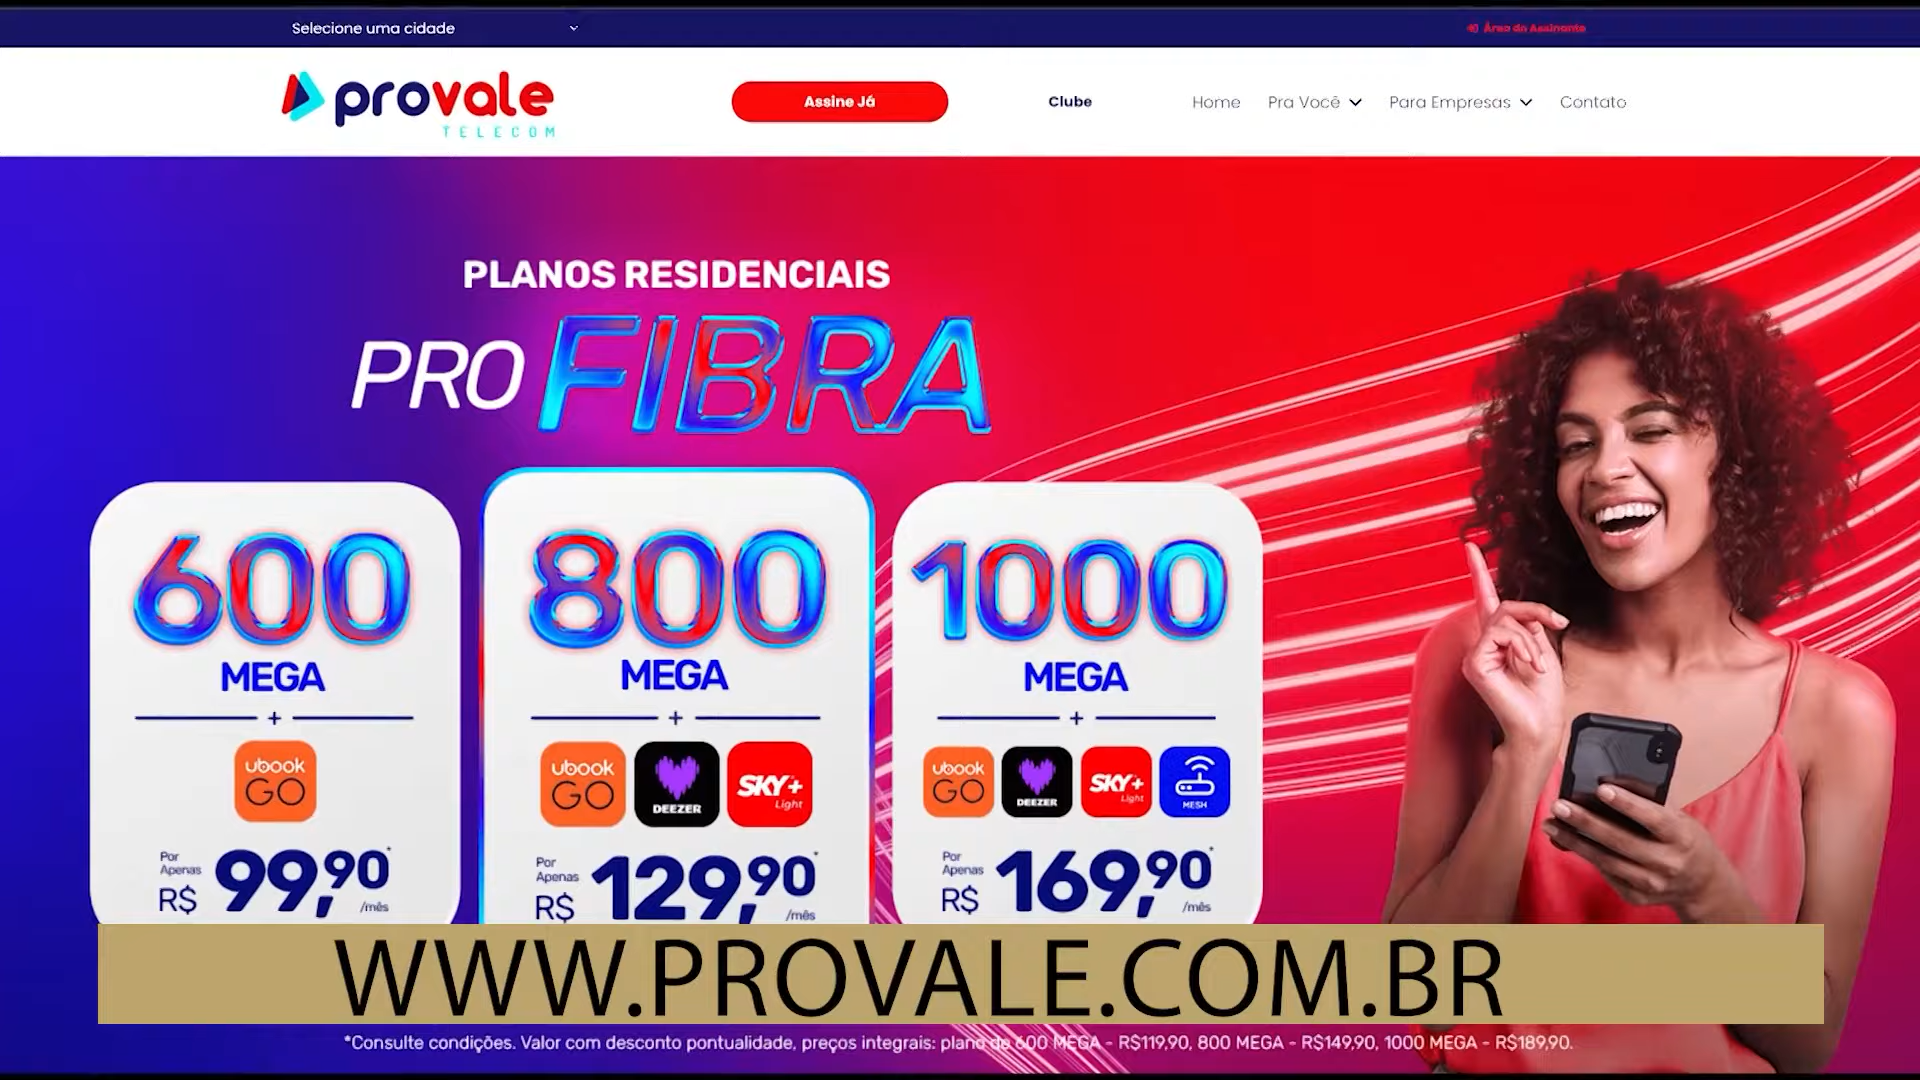 Selecione uma cidade
Área do Assinante
provale
TELECOM
Assine Já
Clube
Home
Pra Você
Para Empresas
Contato
PLANOS RESIDENCIAIS
PRO FIBRA
600
MEGA
+
ubook
GO
Por
Apenas
R$ 99,90*
/mês
800
MEGA
+
ubook
GO
DEEZER
SKY+
Light
Por
Apenas
R$ 129,90*
/mês
1000
MEGA
+
ubook
GO
DEEZER
SKY+
Light
MESH
Por
Apenas
R$ 169,90*
/mês
WWW.PROVALE.COM.BR
*Consulte condições. Valor com desconto pontualidade, preços integrais: plano de 600 MEGA - R$119,90, 800 MEGA - R$149,90, 1000 MEGA - R$189,90.